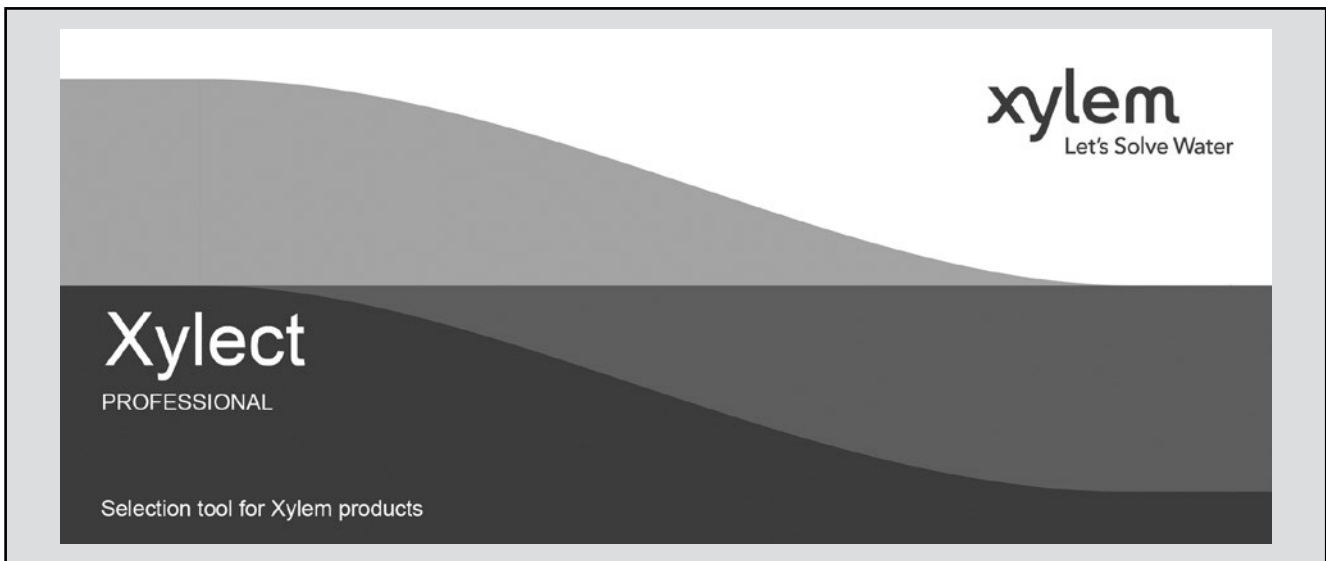 xylem
Let's Solve Water
Xylect
PROFESSIONAL
Selection tool for Xylem products